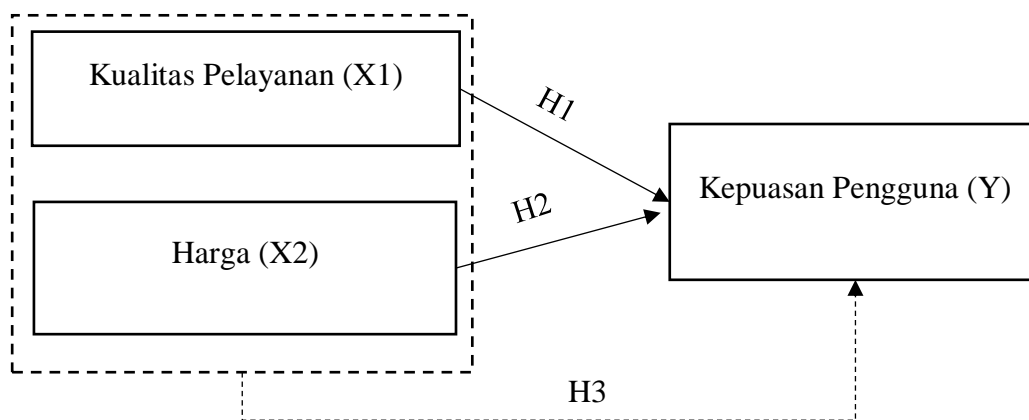 Kualitas Pelayanan (X1)
H1
Kepuasan Pengguna (Y)
H2
Harga (X2)
H3